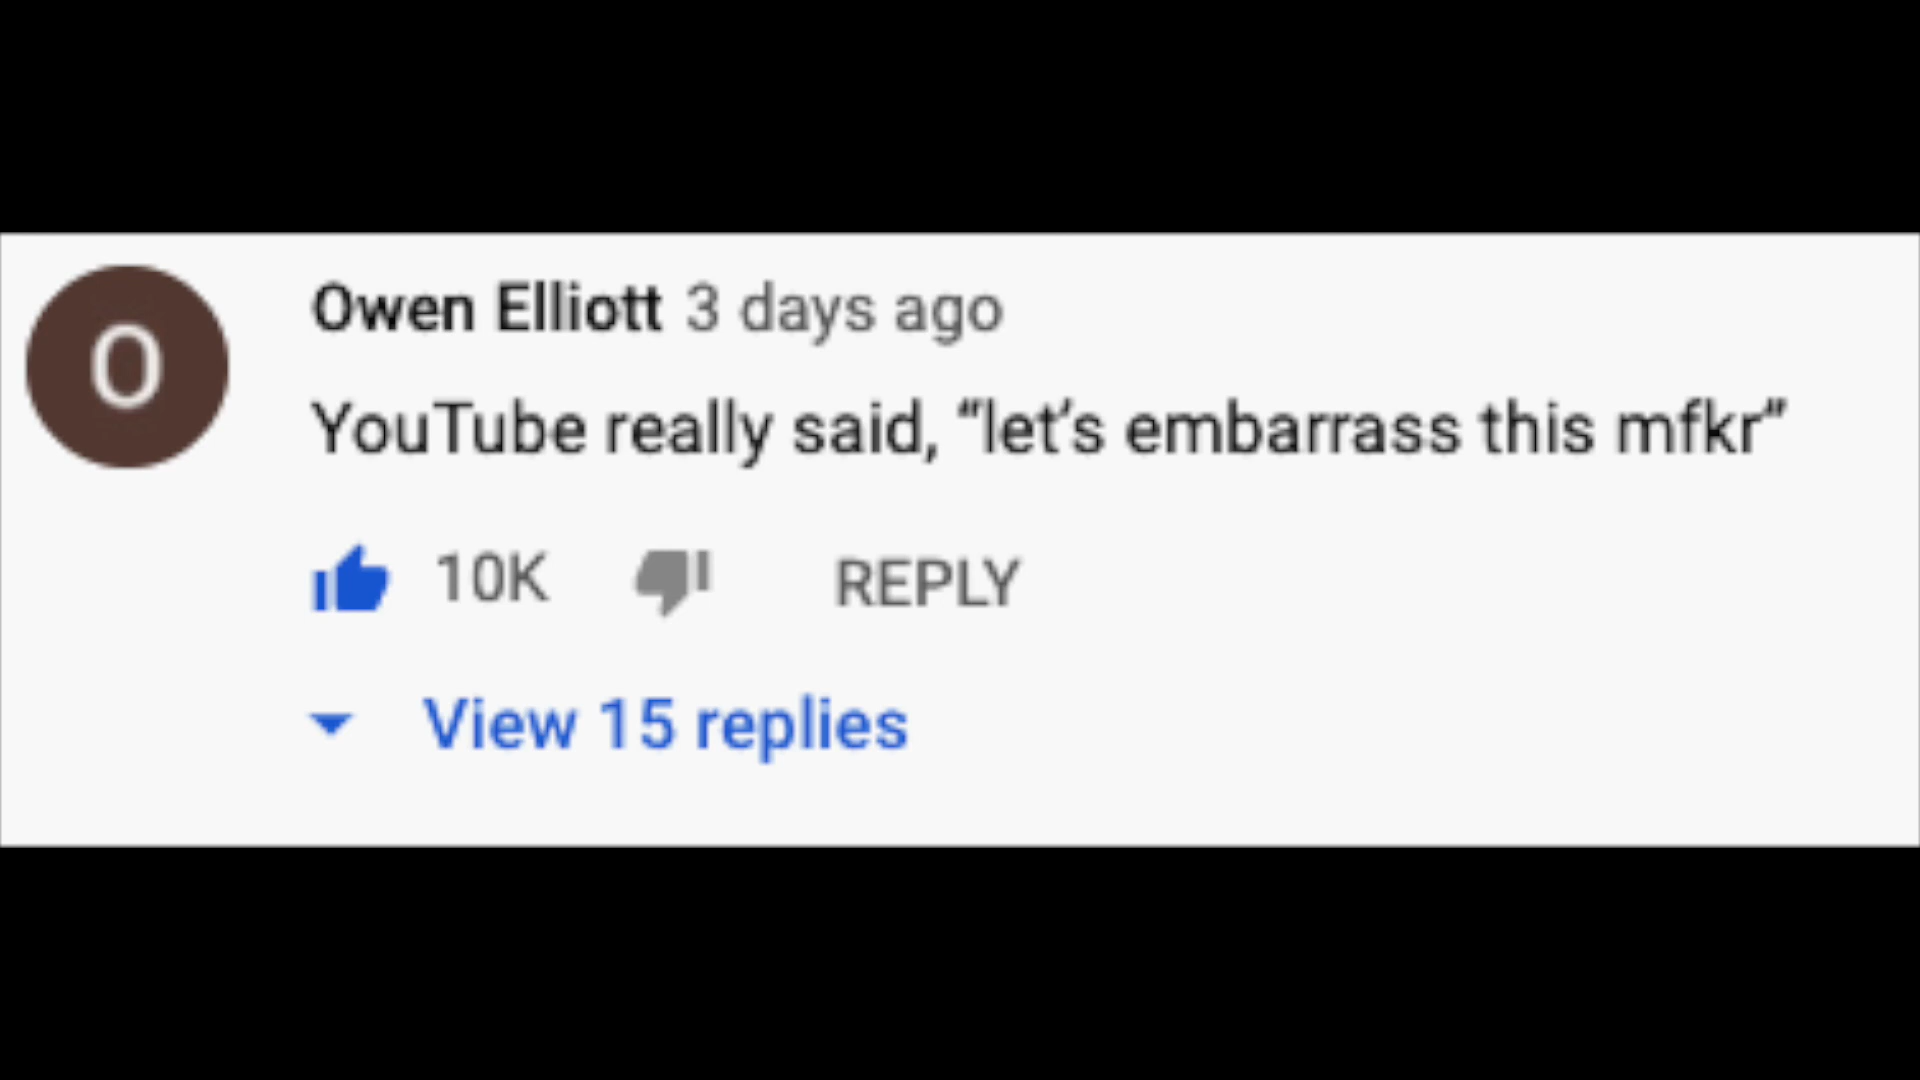 O
Owen Elliott 3 days ago
YouTube really said, “let’s embarrass this mfkr”
10K REPLY
View 15 replies